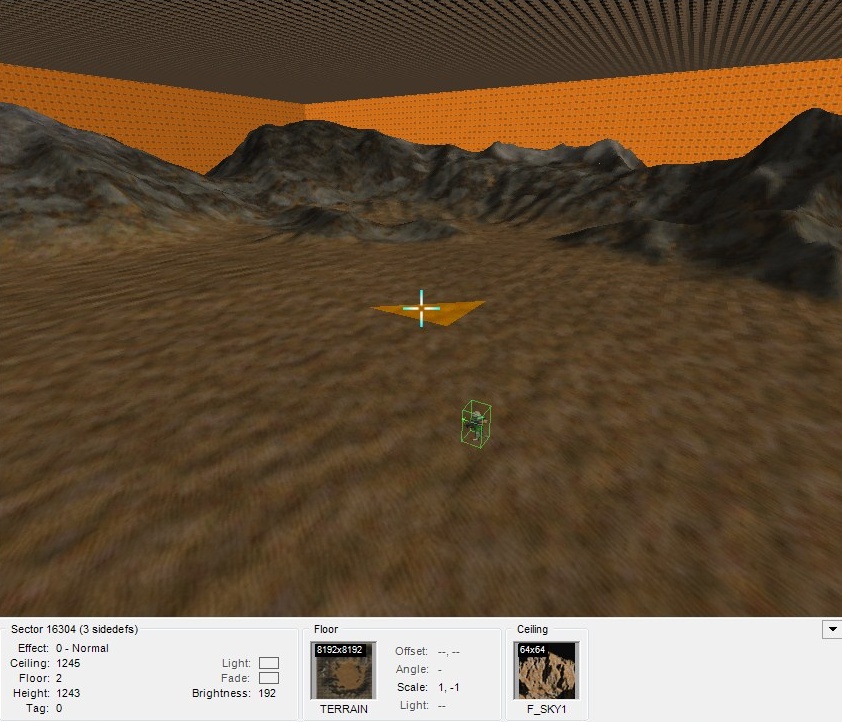 Sector 16304 (3 sidedefs)
Effect: 0 - Normal
Ceiling: 1245
Floor: 2
Height: 1243
Tag: 0
Light:
Fade:
Brightness: 192
Floor
8192x8192
TERRAIN
Offset: --, --
Angle: -
Scale: 1, -1
Light: --
Ceiling
64x64
F_SKY1